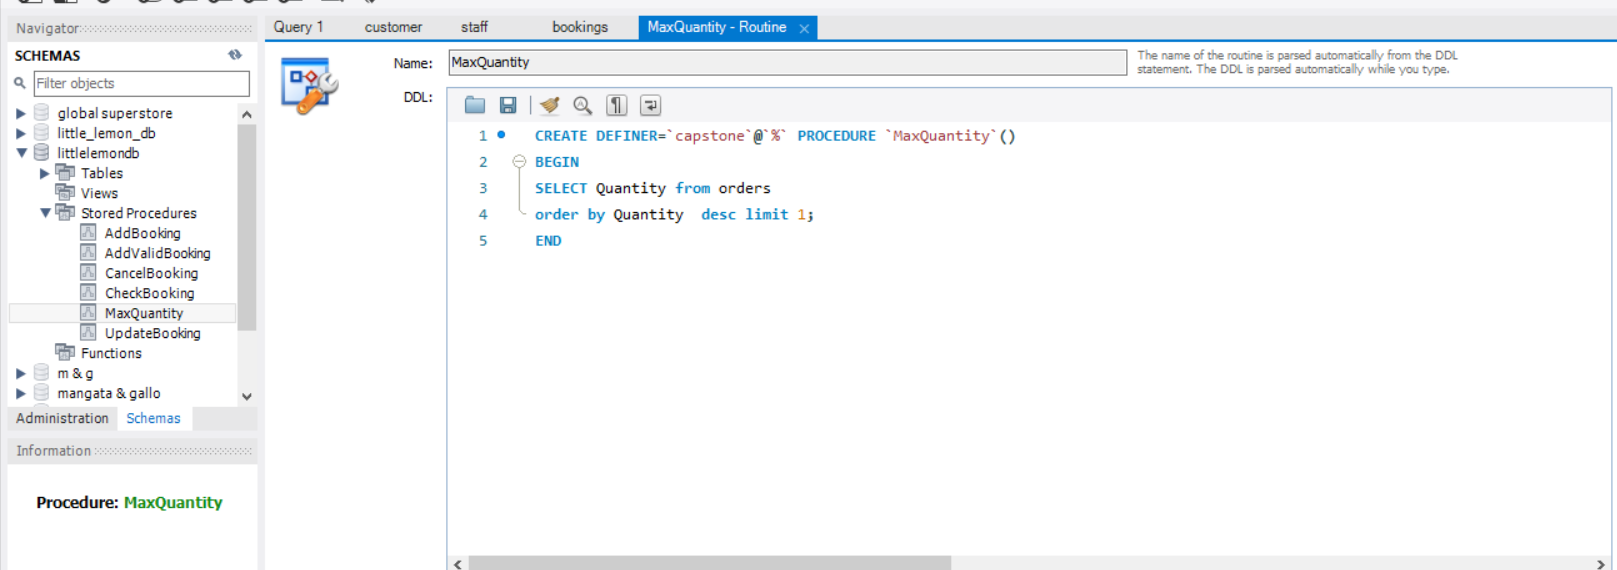 Navigator
SCHEMAS
Filter objects
global superstore
little_lemon_db
littlelemondb
Tables
Views
Stored Procedures
AddBooking
AddValidBooking
CancelBooking
CheckBooking
MaxQuantity
UpdateBooking
Functions
m & g
mangata & gallo
Administration Schemas
Information
Procedure: MaxQuantity
Query 1 customer staff bookings MaxQuantity - Routine
Name: MaxQuantity
The name of the routine is parsed automatically from the DDL
statement. The DDL is parsed automatically while you type.
DDL:
1 CREATE DEFINER=`capstone`@`%` PROCEDURE `MaxQuantity`()
2 BEGIN
3 SELECT Quantity from orders
4 order by Quantity  desc limit 1;
5 END